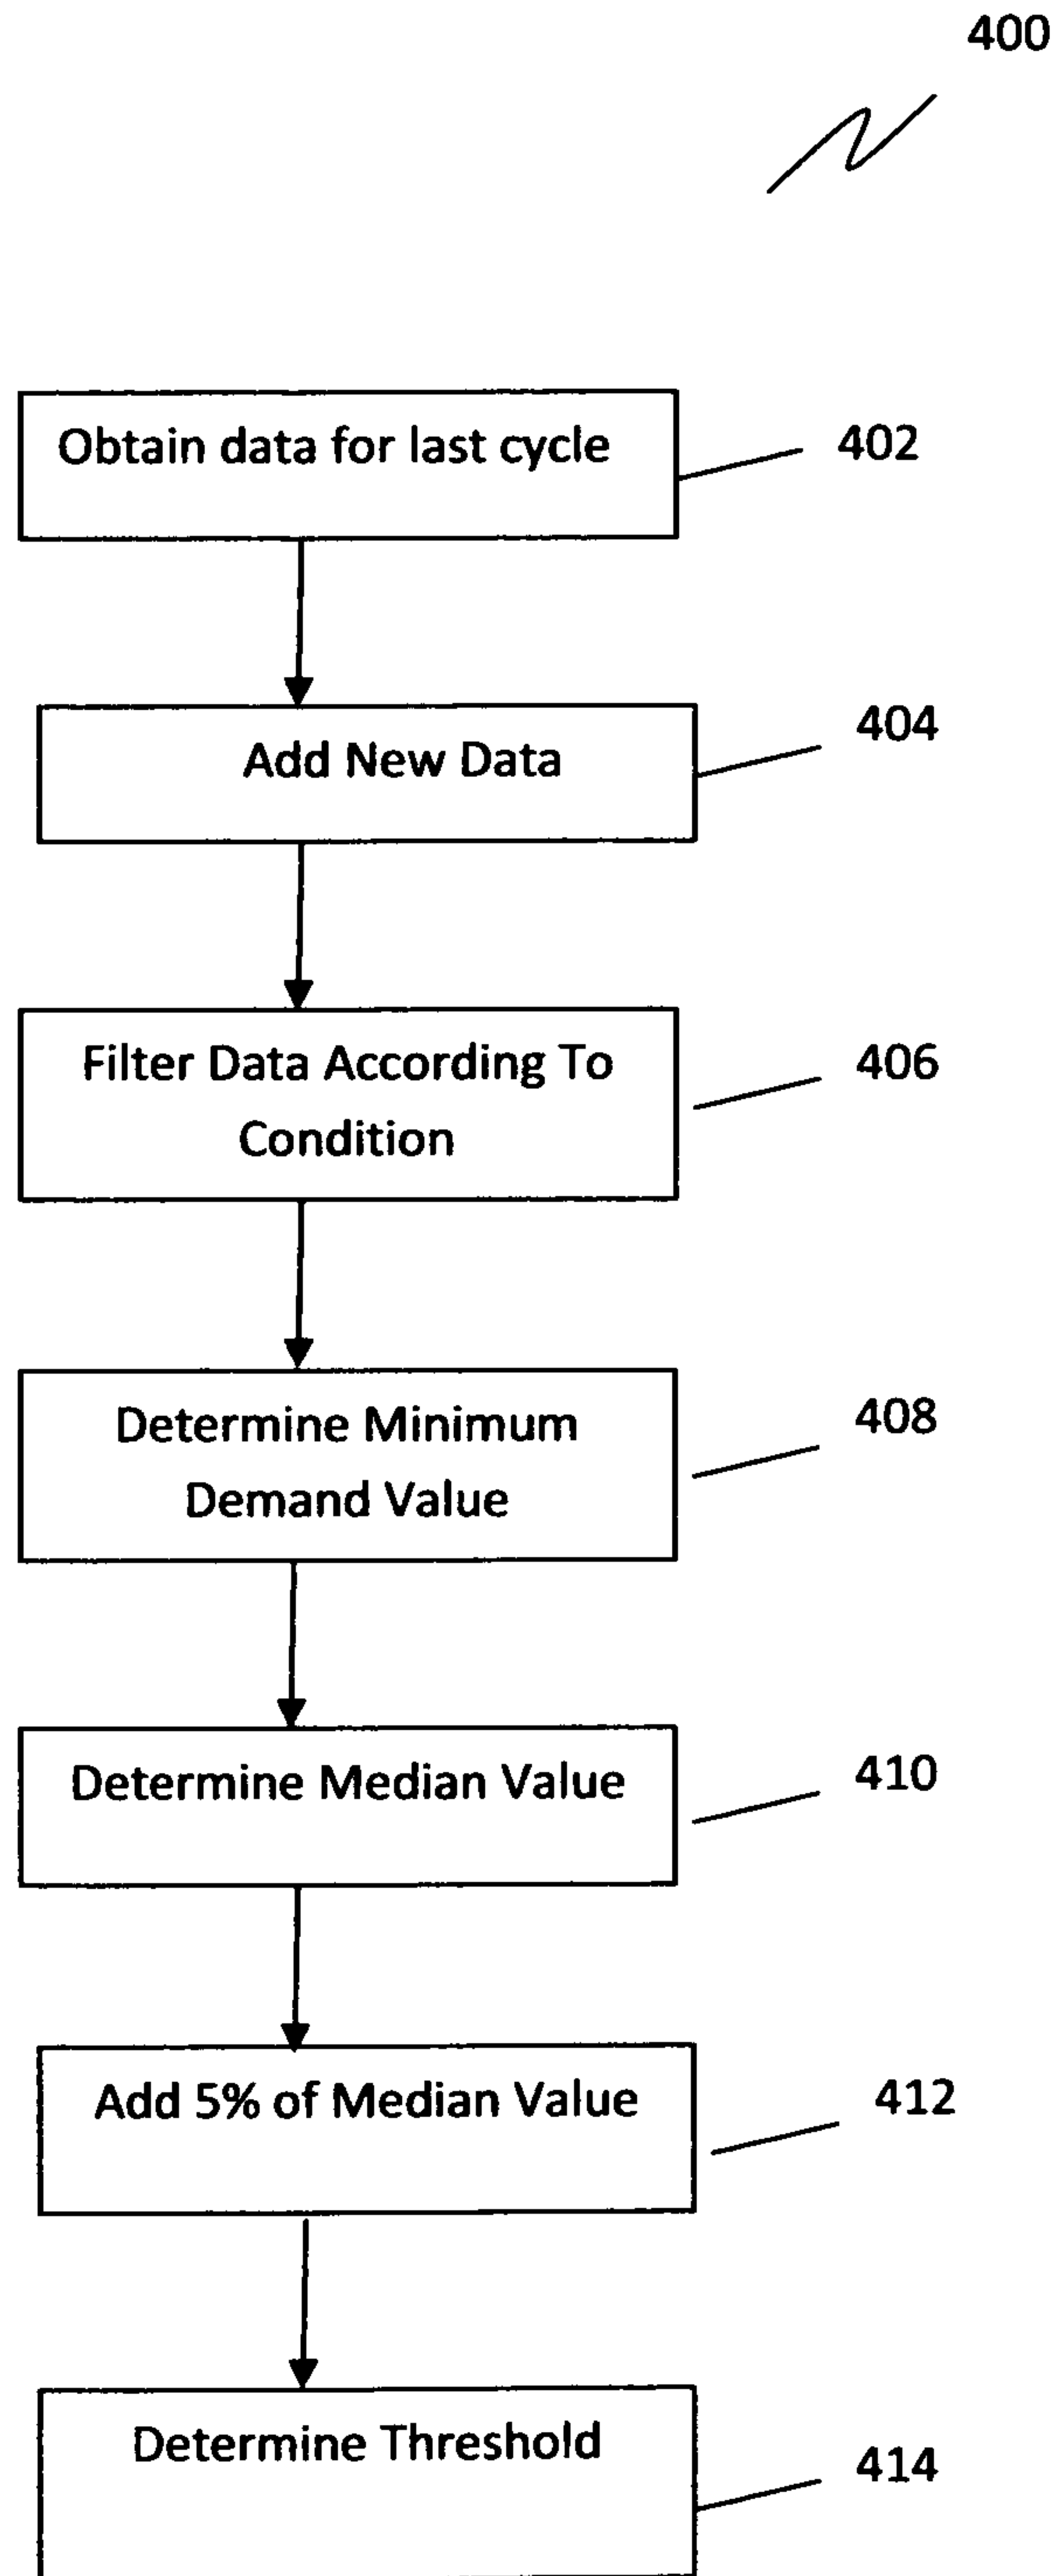 400
Obtain data for last cycle
402
Add New Data
404
Filter Data According To
Condition
406
Determine Minimum
Demand Value
408
Determine Median Value
410
Add 5% of Median Value
412
Determine Threshold
414